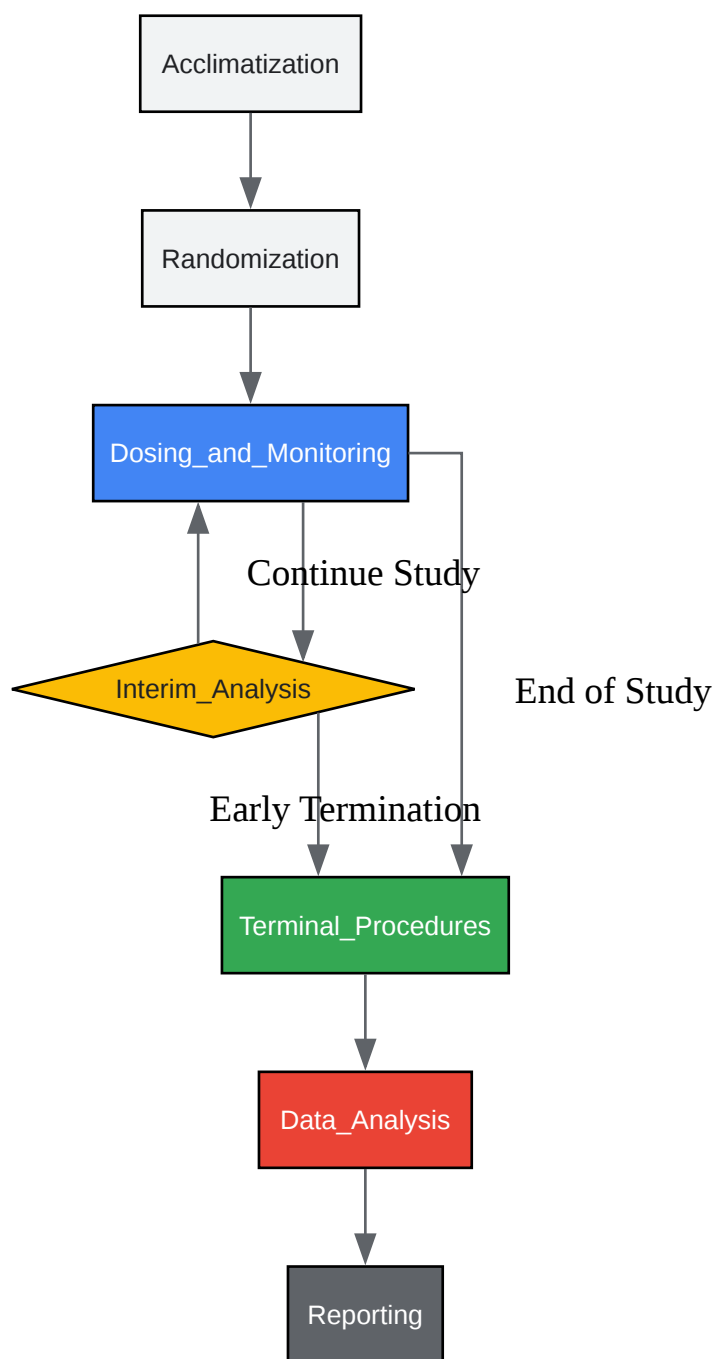 Acclimatization
Randomization
Dosing_and_Monitoring
Continue Study
Interim_Analysis
End of Study
Early Termination
Terminal_Procedures
Data_Analysis
Reporting